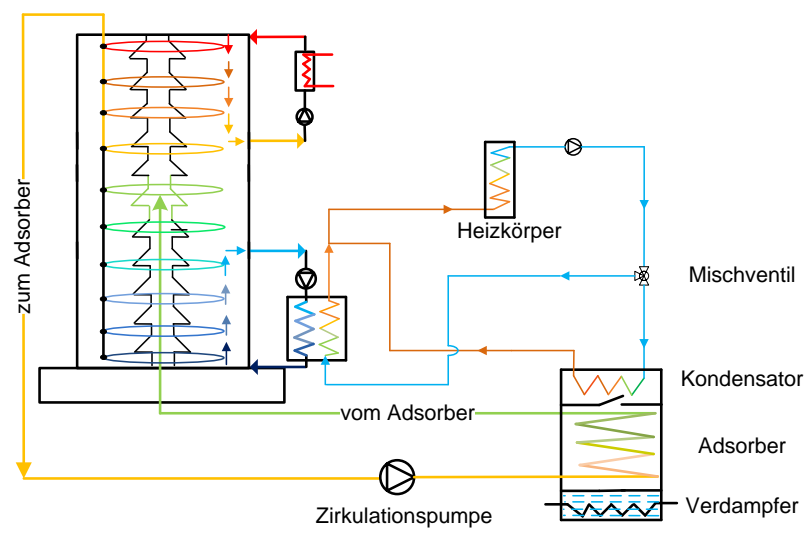 zum Adsorber
Heizkörper
Mischventil
Kondensator
vom Adsorber
Adsorber
Verdampfer
Zirkulationspumpe